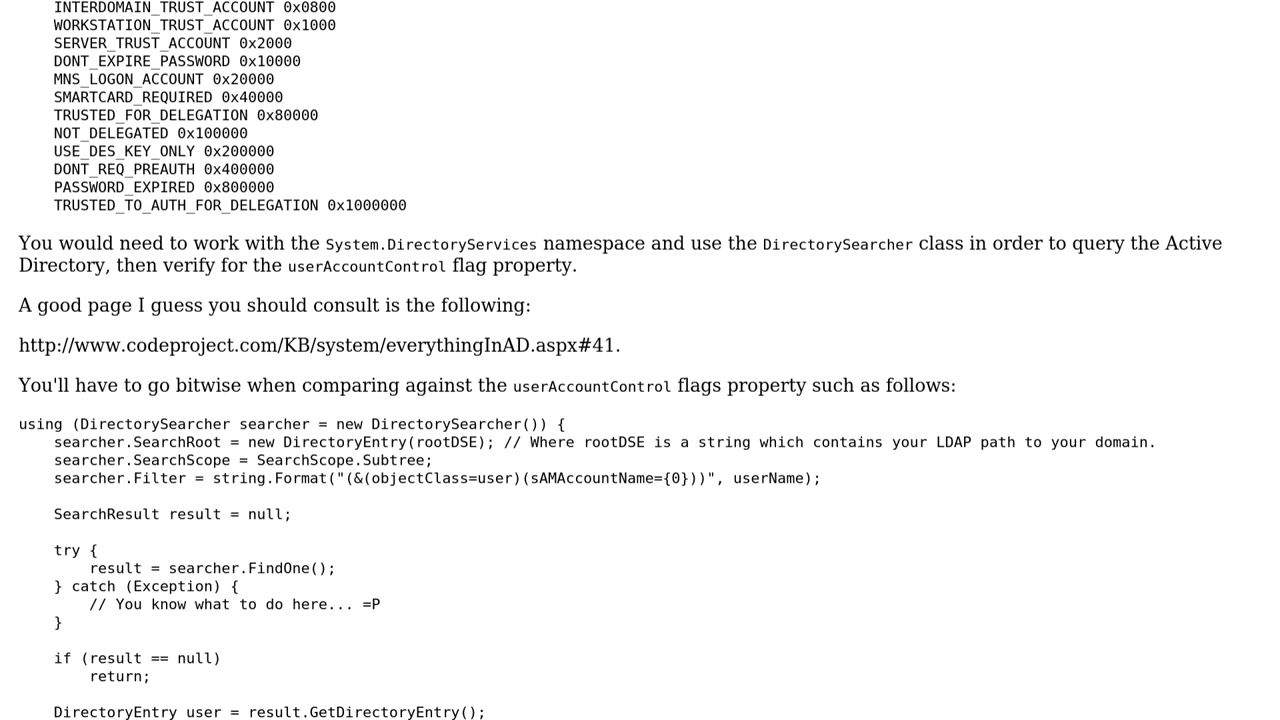 INTERDOMAIN_TRUST_ACCOUNT 0x0800
WORKSTATION_TRUST_ACCOUNT 0x1000
SERVER_TRUST_ACCOUNT 0x2000
DONT_EXPIRE_PASSWORD 0x10000
MNS_LOGON_ACCOUNT 0x20000
SMARTCARD_REQUIRED 0x40000
TRUSTED_FOR_DELEGATION 0x80000
NOT_DELEGATED 0x100000
USE_DES_KEY_ONLY 0x200000
DONT_REQ_PREAUTH 0x400000
PASSWORD_EXPIRED 0x800000
TRUSTED_TO_AUTH_FOR_DELEGATION 0x1000000
You would need to work with the System.DirectoryServices namespace and use the DirectorySearcher class in order to query the Active
Directory, then verify for the userAccountControl flag property.
A good page I guess you should consult is the following:
http://www.codeproject.com/KB/system/everythingInAD.aspx#41.
You'll have to go bitwise when comparing against the userAccountControl flags property such as follows:
using (DirectorySearcher searcher = new DirectorySearcher()) {
    searcher.SearchRoot = new DirectoryEntry(rootDSE); // Where rootDSE is a string which contains your LDAP path to your domain.
    searcher.SearchScope = SearchScope.Subtree;
    searcher.Filter = string.Format("(&(objectClass=user)(sAMAccountName={0}))", userName);
    SearchResult result = null;
    try {
        result = searcher.FindOne();
    } catch (Exception) {
        // You know what to do here... =P
    }
    if (result == null)
        return;
    DirectoryEntry user = result.GetDirectoryEntry();